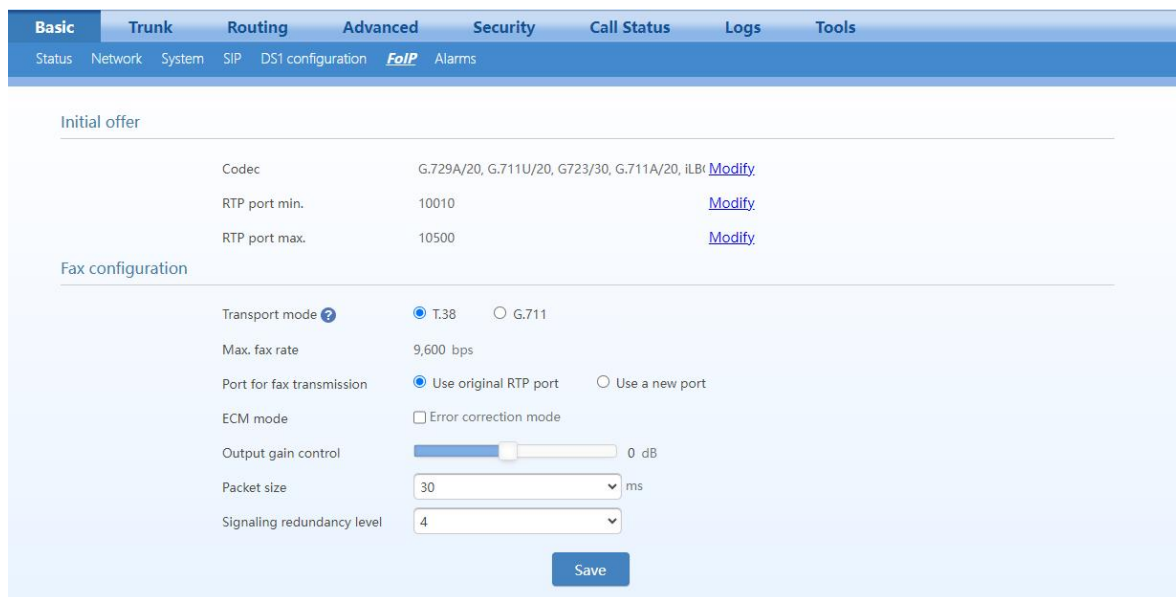 Basic Trunk Routing Advanced Security Call Status Logs Tools
Status Network System SIP DS1 configuration FoIP Alarms
Initial offer
Codec G.729A/20, G.711U/20, G723/30, G.711A/20, iLB Modify
RTP port min. 10010 Modify
RTP port max. 10500 Modify
Fax configuration
Transport mode ? T.38 G.711
Max. fax rate 9,600 bps
Port for fax transmission Use original RTP port Use a new port
ECM mode Error correction mode
Output gain control 0 dB
Packet size 30 ms
Signaling redundancy level 4
Save